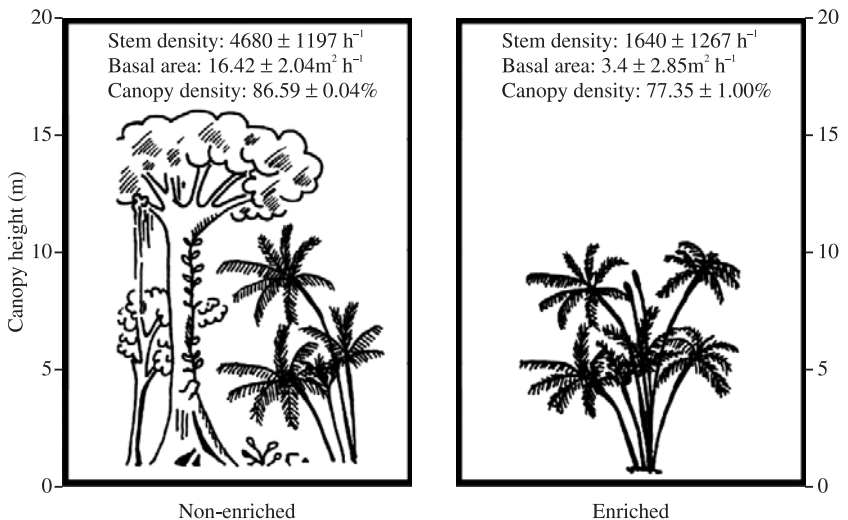 20
15
10
5
0
Canopy height (m)
Stem density: 4680 ± 1197 h⁻¹
Basal area: 16.42 ± 2.04m² h⁻¹
Canopy density: 86.59 ± 0.04%
Non-enriched
Stem density: 1640 ± 1267 h⁻¹
Basal area: 3.4 ± 2.85m² h⁻¹
Canopy density: 77.35 ± 1.00%
Enriched
20
15
10
5
0